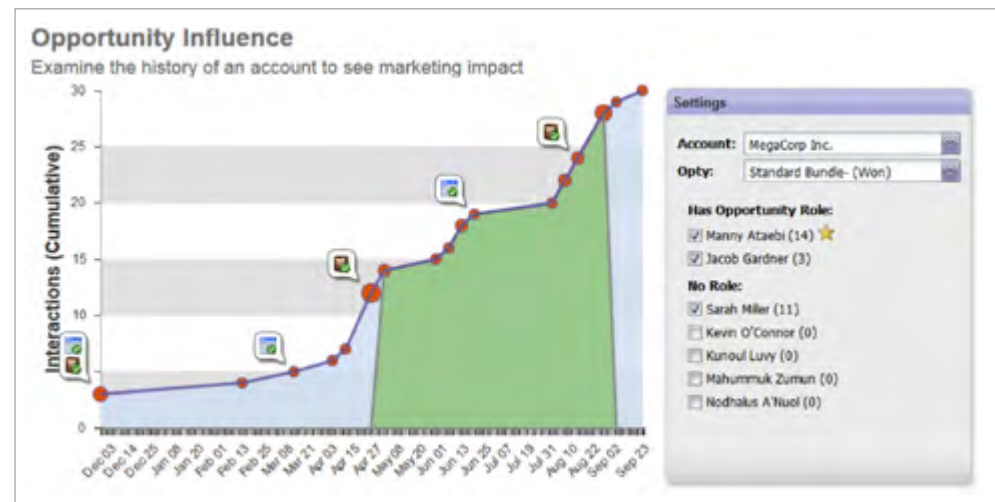 Opportunity Influence
Examine the history of an account to see marketing impact
30
25
20
15
10
0
Interactions (Cumulative)
Dec 03
Dec 14
Dec 25
Jan 08
Jan 20
Feb 01
Feb 13
Feb 25
Mar 08
Mar 21
Apr 03
Apr 15
Apr 27
May 08
May 20
Jun 01
Jun 13
Jun 25
Jul 07
Jul 19
Jul 31
Aug 10
Aug 22
Sep 02
Sep 23
Settings
Account: MegaCorp Inc.
Opty: Standard Bundle- (Won)
Has Opportunity Role:
Manny Ataebi (14)
Jacob Gardner (3)
No Role:
Sarah Miller (11)
Kevin O'Connor (0)
Kunoul Luvy (0)
Mahummuk Zumun (0)
Nodhalus A'Nuol (0)